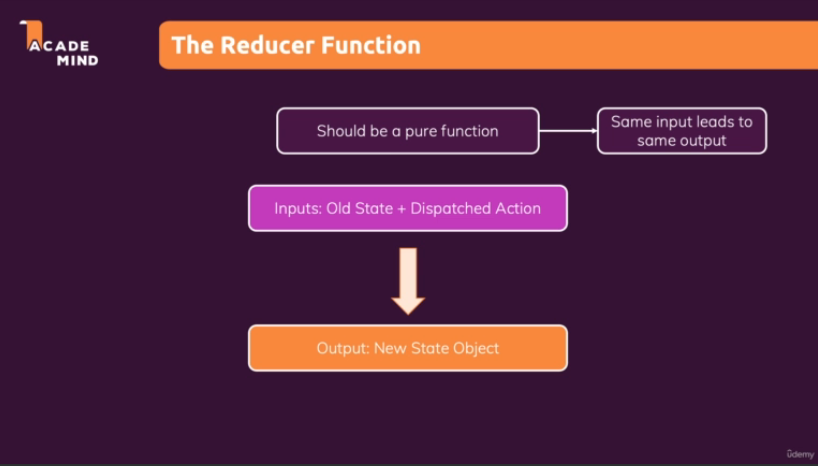 ACADE
MIND
The Reducer Function
Should be a pure function
Same input leads to
same output
Inputs: Old State + Dispatched Action
Output: New State Object
ûdemy